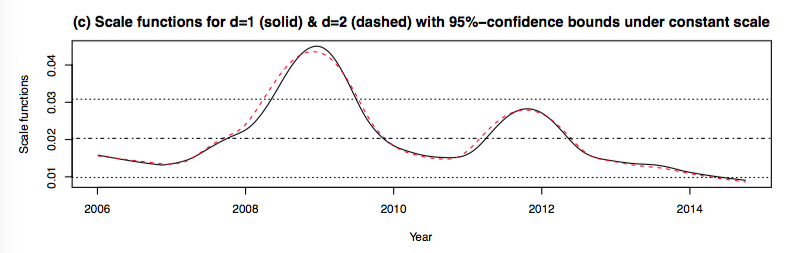 (c) Scale functions for d=1 (solid) & d=2 (dashed) with 95%−confidence bounds under constant scale
Scale functions
0.04
0.03
0.02
0.01
2006 2008 2010 2012 2014
Year